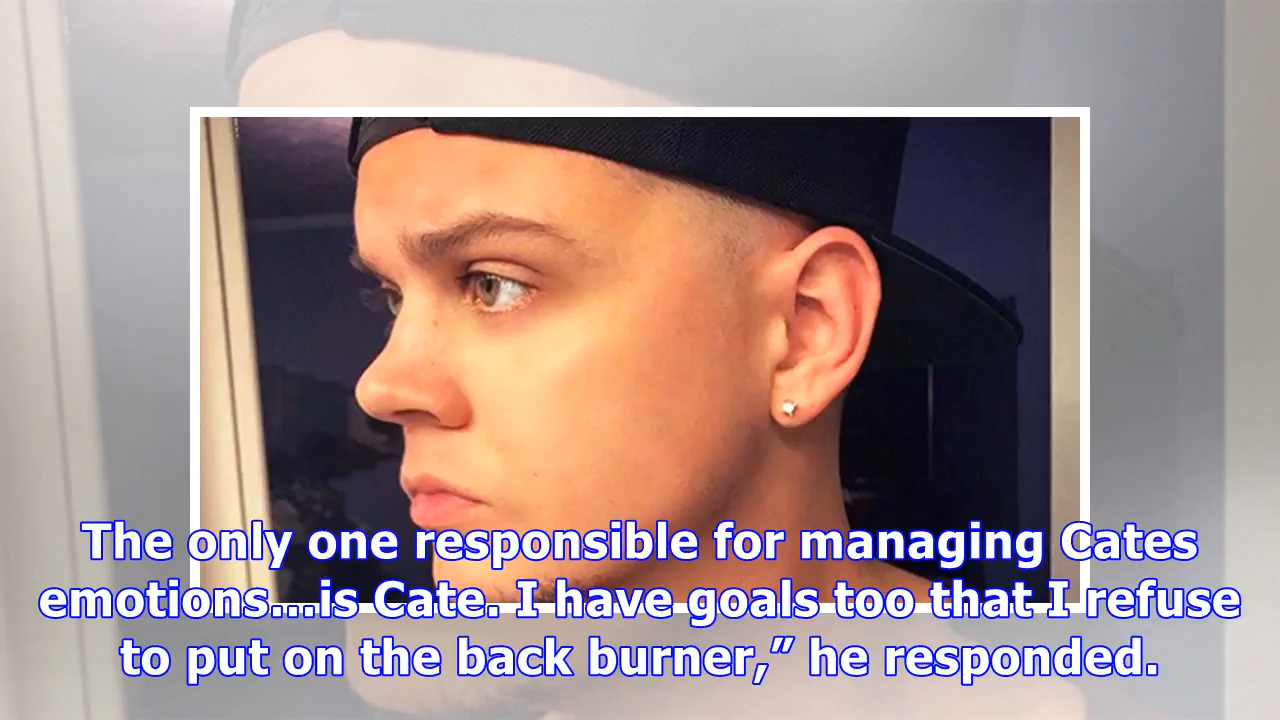 The only one responsible for managing Cates
emotions...is Cate. I have goals too that I refuse
to put on the back burner,” he responded.